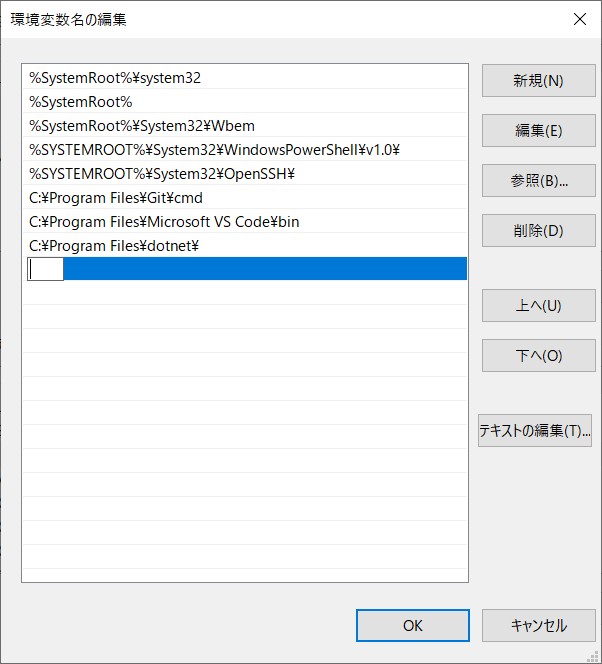 環境変数名の編集
%SystemRoot%¥system32
%SystemRoot%
%SystemRoot%¥System32¥Wbem
%SYSTEMROOT%¥System32¥WindowsPowerShell¥v1.0¥
%SYSTEMROOT%¥System32¥OpenSSH¥
C:¥Program Files¥Git¥cmd
C:¥Program Files¥Microsoft VS Code¥bin
C:¥Program Files¥dotnet¥
新規(N)
編集(E)
参照(B)...
削除(D)
上へ(U)
下へ(O)
テキストの編集(T)...
OK
キャンセル